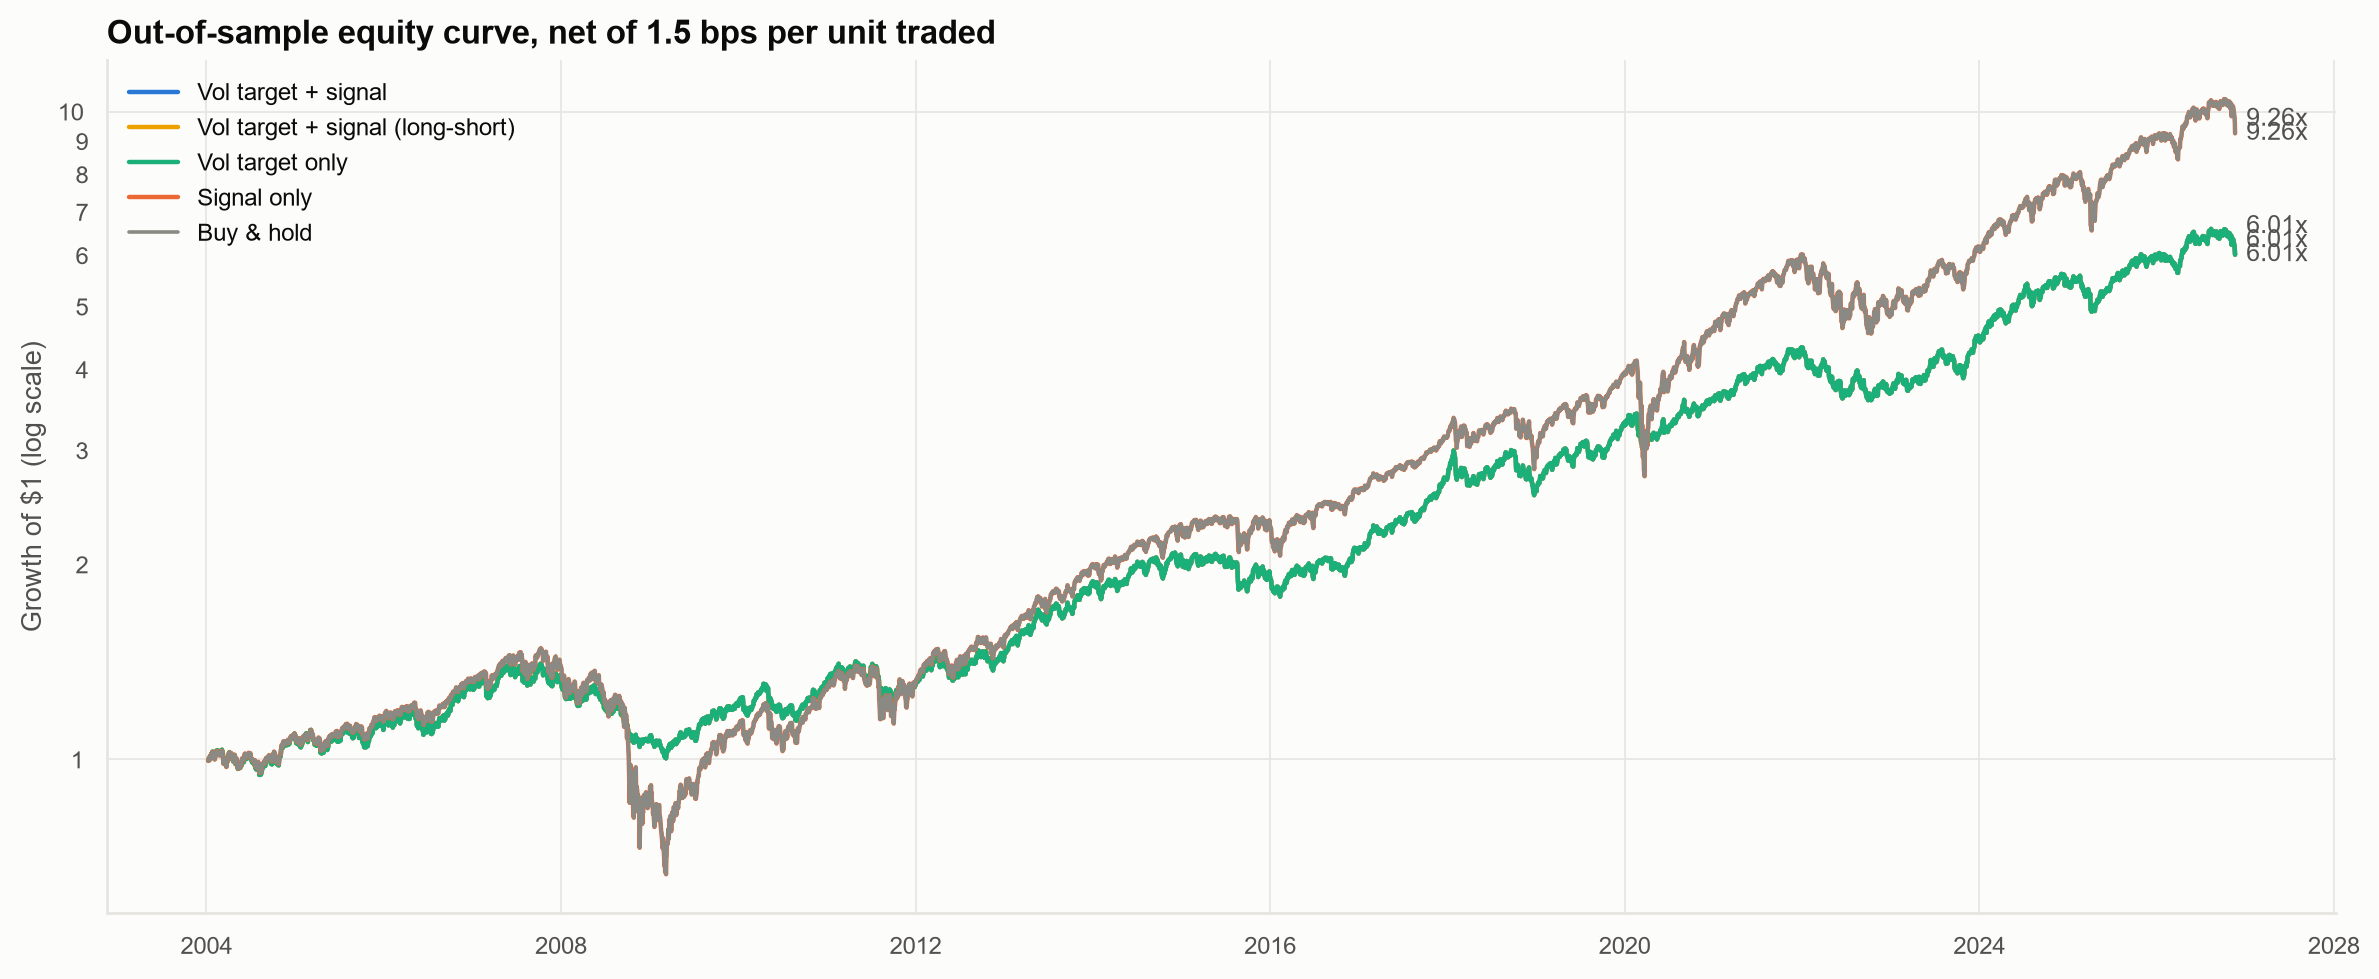 Out-of-sample equity curve, net of 1.5 bps per unit traded
Vol target + signal
Vol target + signal (long-short)
Vol target only
Signal only
Buy & hold
Growth of $1 (log scale)
10
9
8
7
6
5
4
3
2
1
9.26x
9.26x
6.01x
6.01x
6.01x
2004
2008
2012
2016
2020
2024
2028